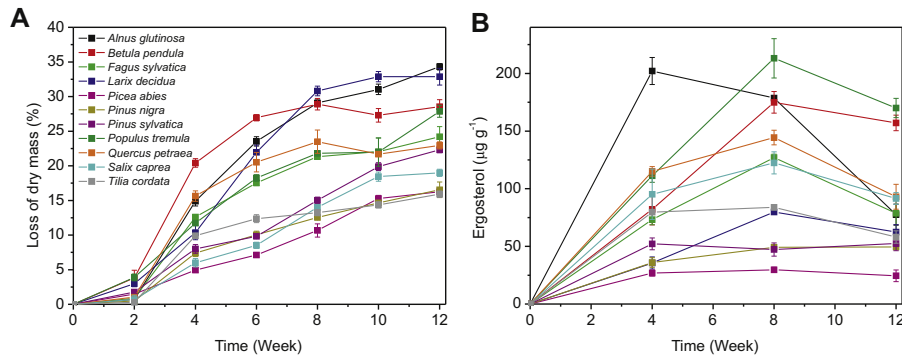 A
Loss of dry mass (%)
40
35
30
25
20
15
10
5
0
Alnus glutinosa
Betula pendula
Fagus sylvatica
Larix decidua
Picea abies
Pinus nigra
Pinus sylvatica
Populus tremula
Quercus petraea
Salix caprea
Tilia cordata
0 2 4 6 8 10 12
Time (Week)
B
Ergosterol (µg g⁻¹)
200
150
100
50
0
0 2 4 6 8 10 12
Time (Week)